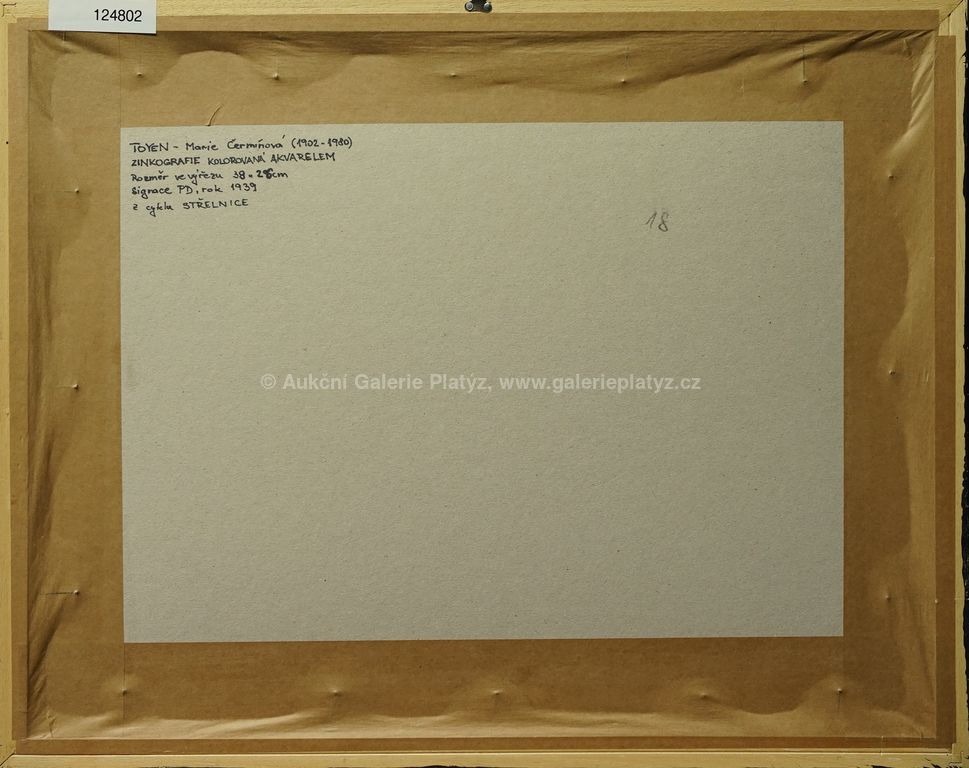 124802
TOYEN - Marie Čermínová (1902-1980)
ZINKOGRAFIE KOLOROVANÁ AKVARELEM
Rozměr ve výřezu 38 x 28cm
Signace PD, rok 1939
z cyklu STŘELNICE
18
© Aukční Galerie Platýz, www.galerieplatyz.cz